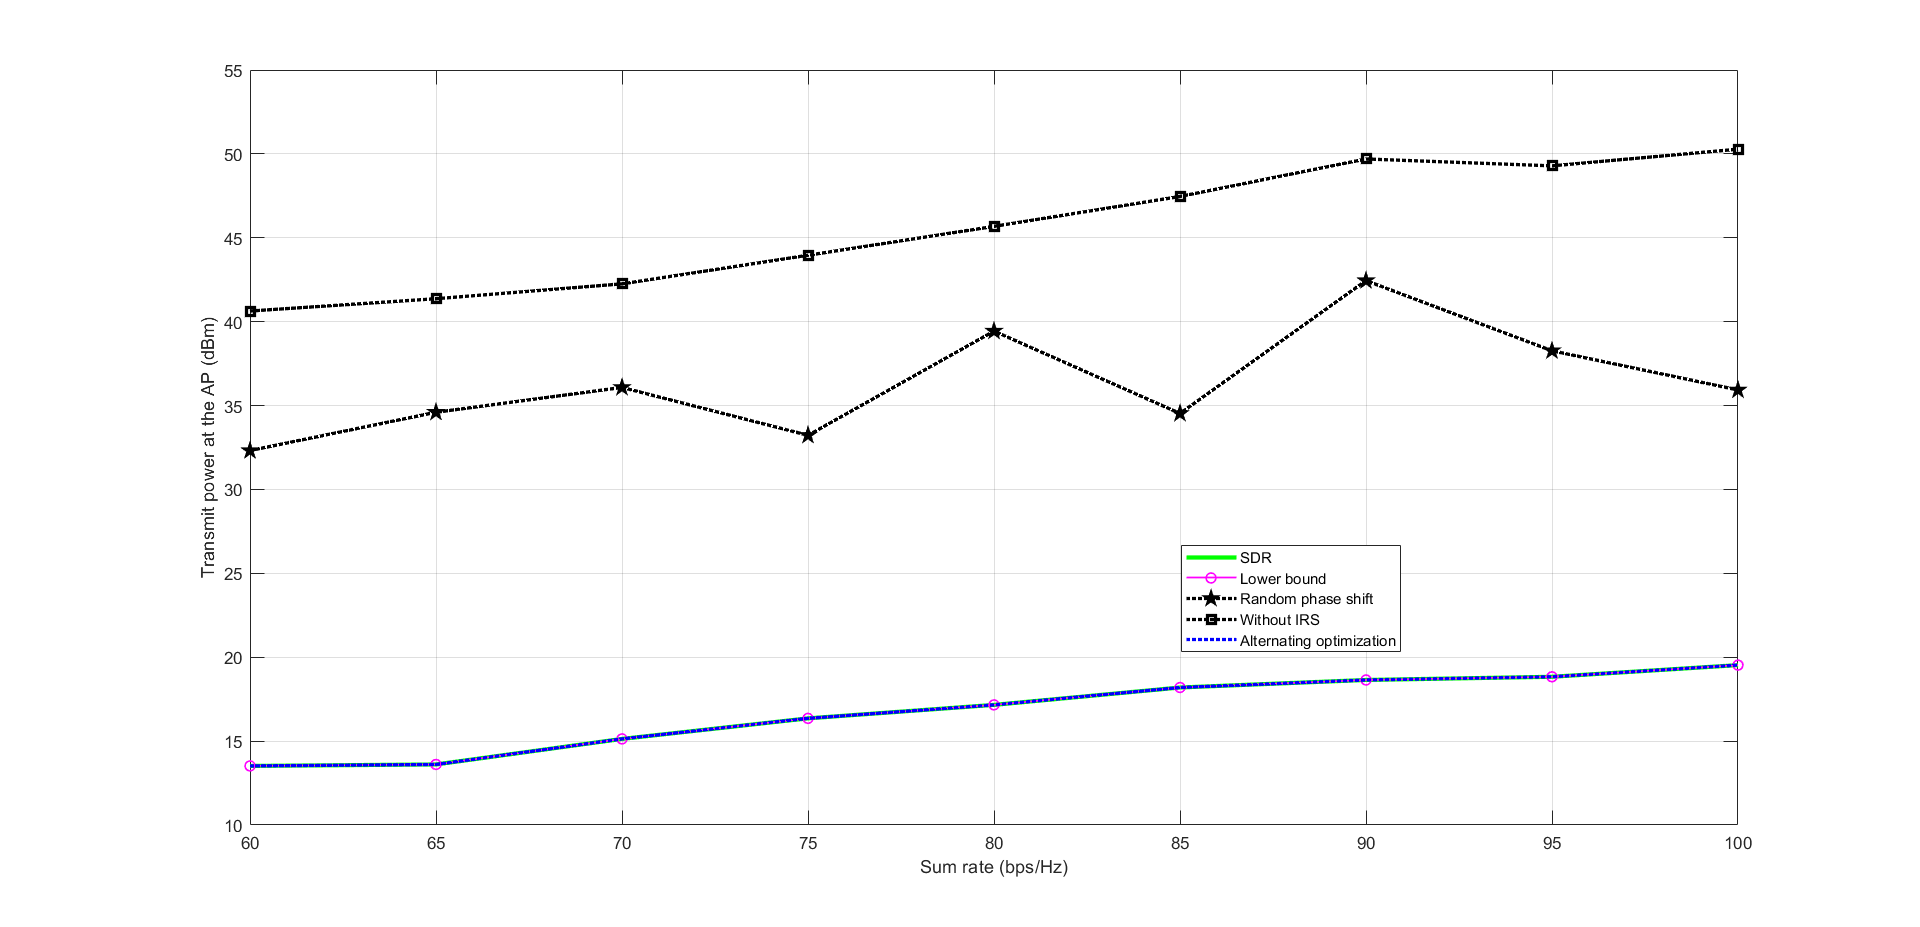 55
50
45
40
35
30
25
20
15
10
Transmit power at the AP (dBm)
SDR
Lower bound
Random phase shift
Without IRS
Alternating optimization
60 65 70 75 80 85 90 95 100
Sum rate (bps/Hz)